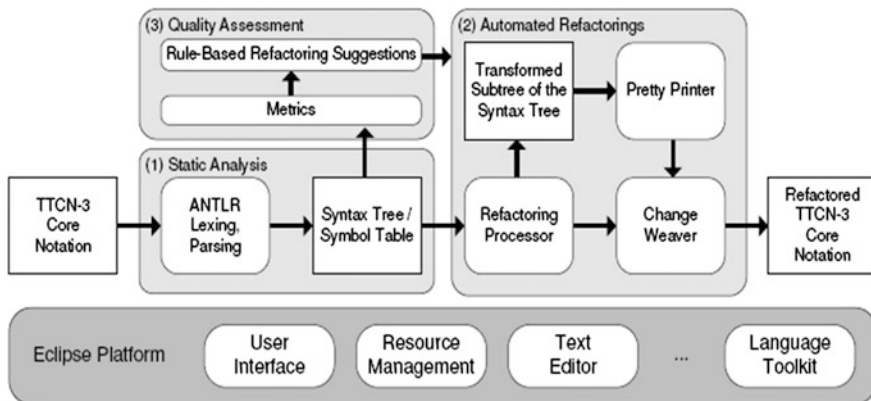 (3) Quality Assessment
Rule-Based Refactoring Suggestions
Metrics
(2) Automated Refactorings
Transformed
Subtree of the
Syntax Tree
Pretty Printer
(1) Static Analysis
TTCN-3
Core
Notation
ANTLR
Lexing,
Parsing
Syntax Tree /
Symbol Table
Refactoring
Processor
Change
Weaver
Refactored
TTCN-3
Core
Notation
Eclipse Platform
User
Interface
Resource
Management
Text
Editor
...
Language
Toolkit